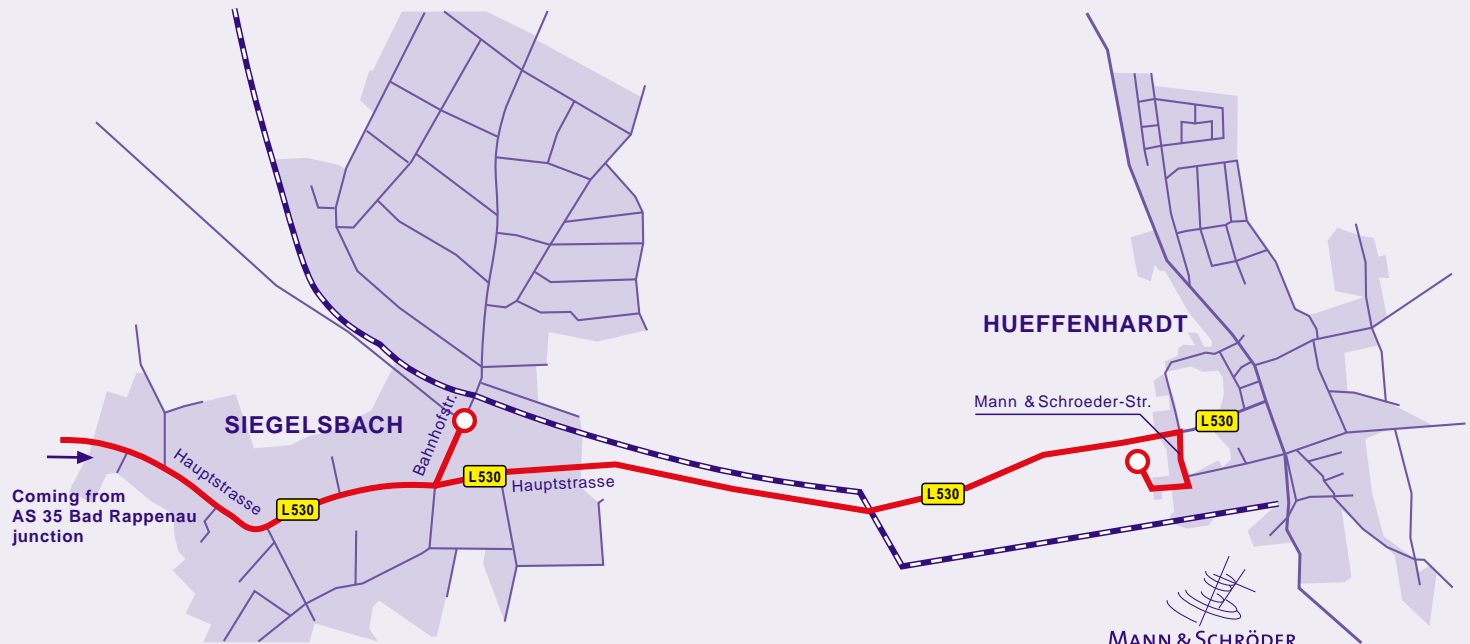 HUEFFENHARDT
Mann & Schroeder-Str.
L530
SIEGELSBACH
Bahnhofstr.
Hauptstrasse
L530
Hauptstrasse
L530
L530
Coming from
AS 35 Bad Rappenau
junction
MANN & SCHRÖDER